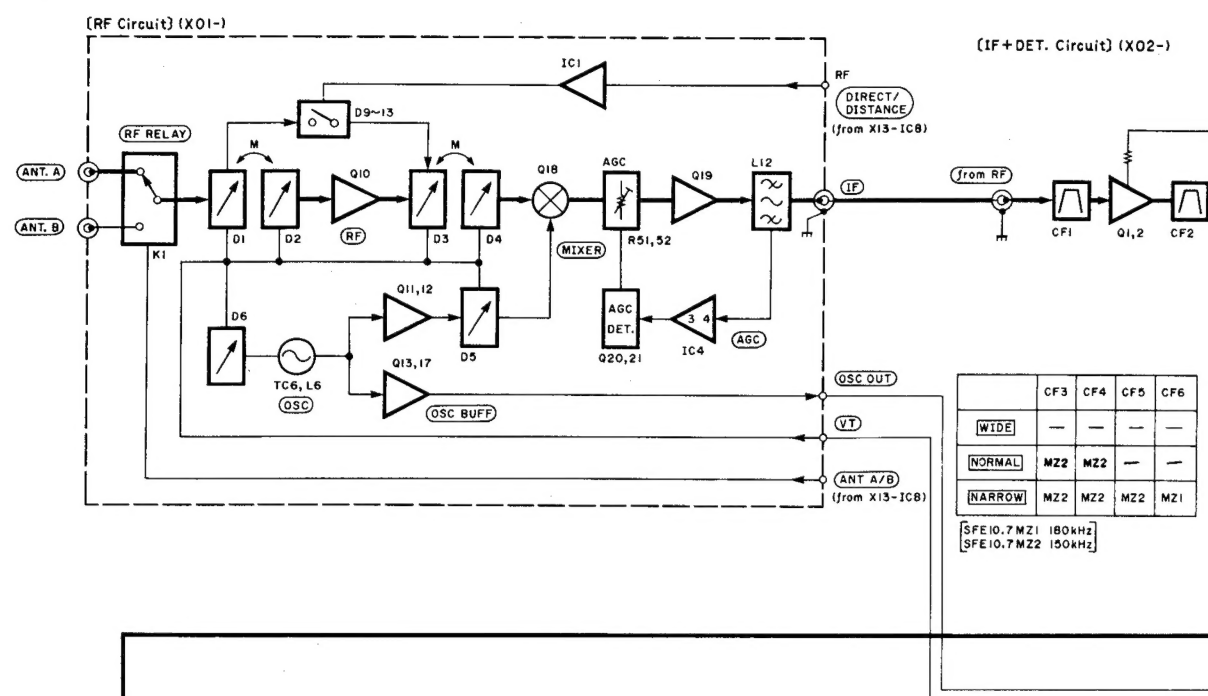 [RF Circuit] (X01-)
[IF+DET. Circuit] (X02-)
IC1
RF
DIRECT/
DISTANCE
(from X13-IC8)
D9~13
RF RELAY
M
M
ANT. A
Q10
Q18
AGC
Q19
L12
IF
from RF
ANT. B
K1
D1
D2
RF
D3
D4
MIXER
R51,52
CF1
Q1,2
CF2
Q11,12
D6
D5
AGC
DET.
3 4
IC4
AGC
Q20,21
Q13,17
TC6, L6
OSC
OSC BUFF
OSC OUT
VT
ANT A/B
(from X13-IC8)
CF3 CF4 CF5 CF6
WIDE — — — —
NORMAL MZ2 MZ2 — —
NARROW MZ2 MZ2 MZ2 MZ1
[SFE10.7MZ1 180kHz]
[SFE10.7MZ2 150kHz]